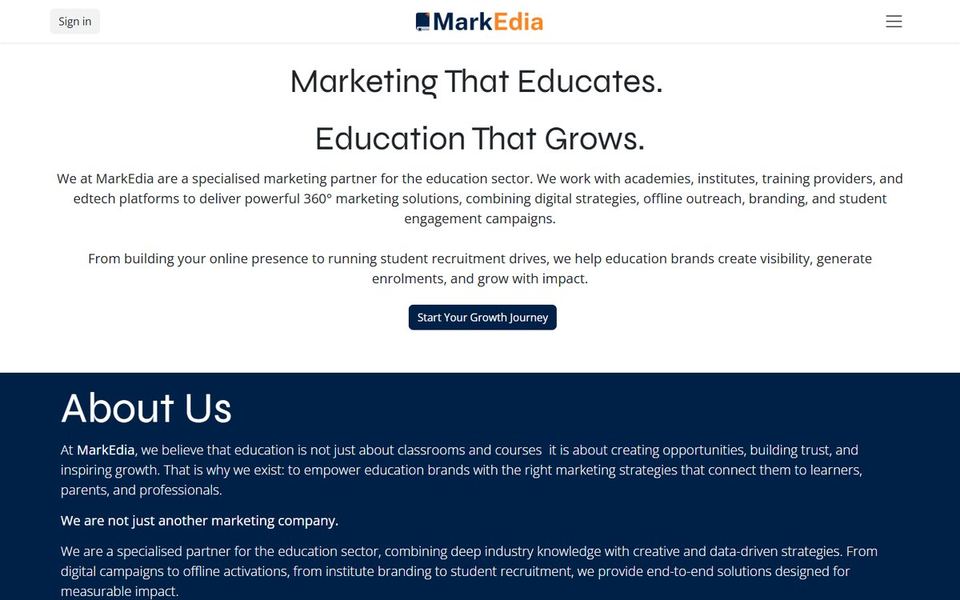 Sign in
MarkEdia
Marketing That Educates.
Education That Grows.
We at MarkEdia are a specialised marketing partner for the education sector. We work with academies, institutes, training providers, and
edtech platforms to deliver powerful 360° marketing solutions, combining digital strategies, offline outreach, branding, and student
engagement campaigns.
From building your online presence to running student recruitment drives, we help education brands create visibility, generate
enrolments, and grow with impact.
Start Your Growth Journey
About Us
At MarkEdia, we believe that education is not just about classrooms and courses  it is about creating opportunities, building trust, and
inspiring growth. That is why we exist: to empower education brands with the right marketing strategies that connect them to learners,
parents, and professionals.
We are not just another marketing company.
We are a specialised partner for the education sector, combining deep industry knowledge with creative and data-driven strategies. From
digital campaigns to offline activations, from institute branding to student recruitment, we provide end-to-end solutions designed for
measurable impact.